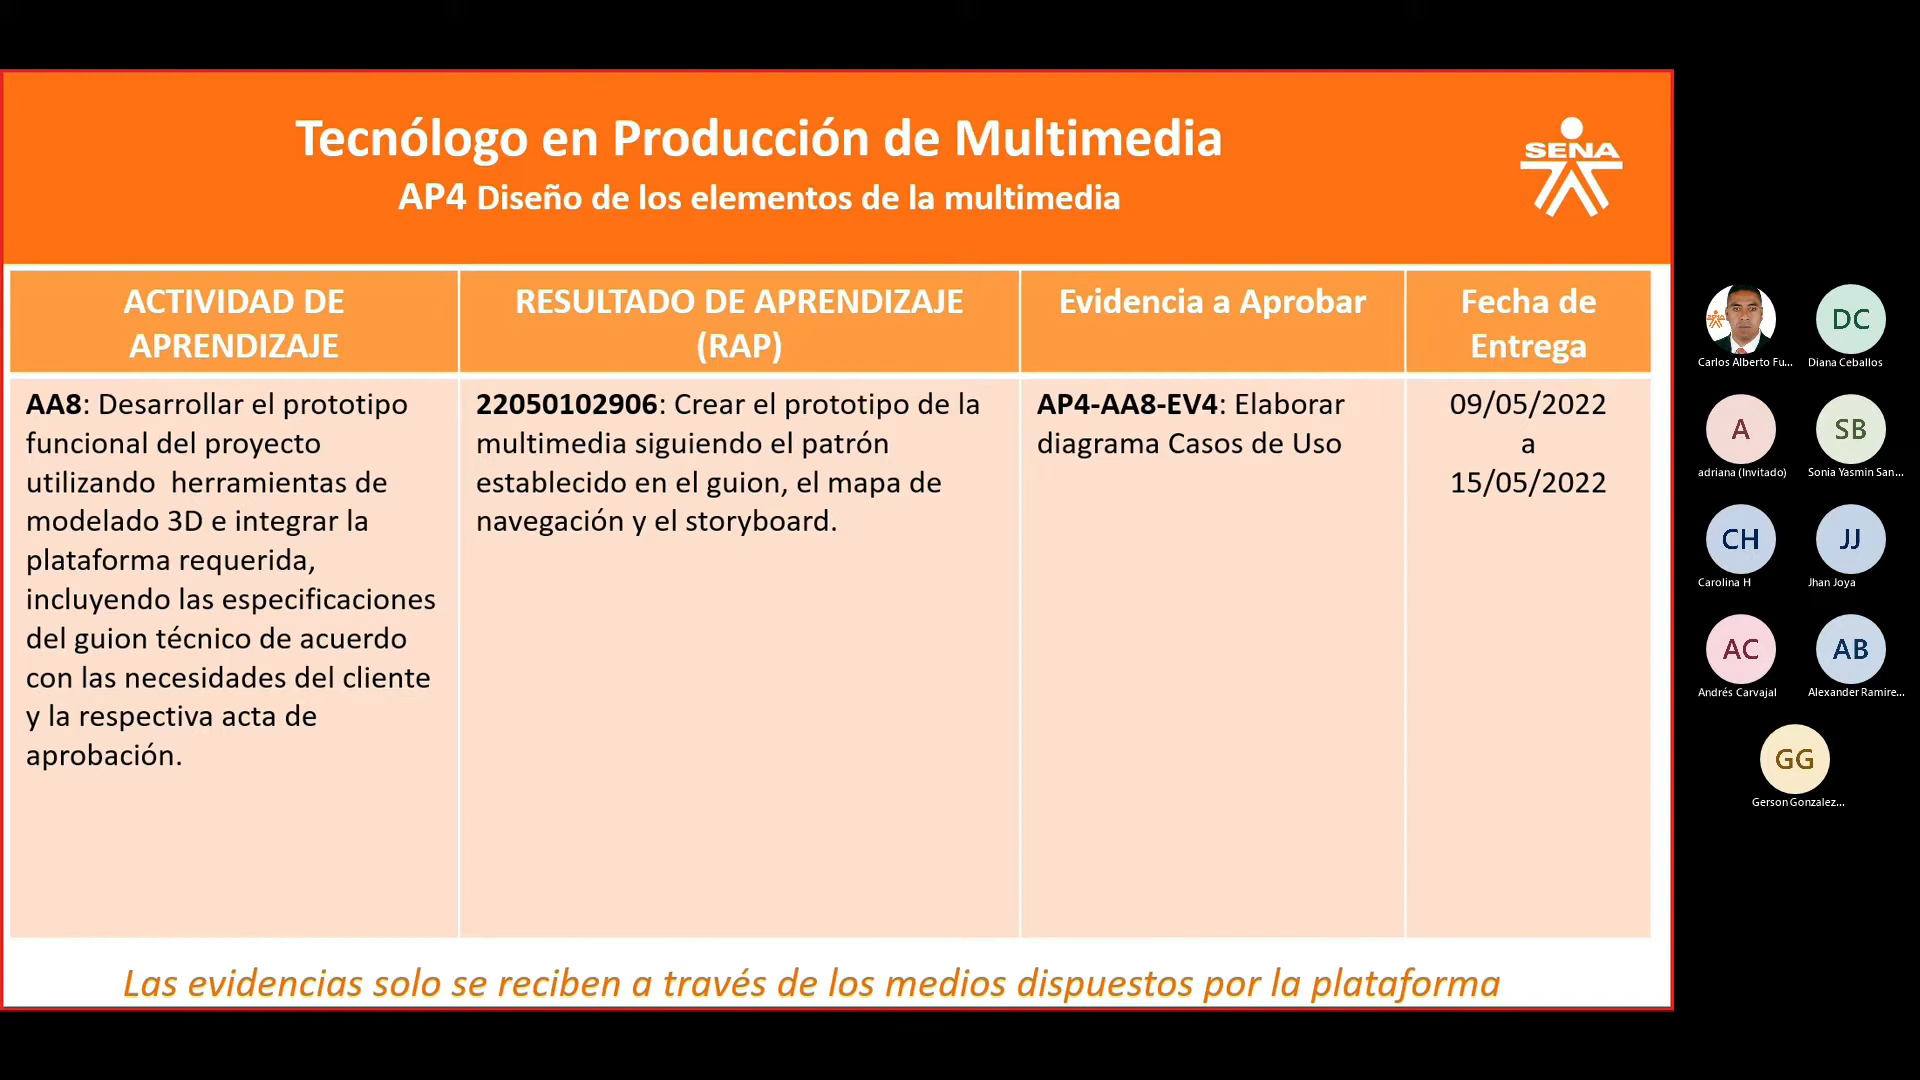 Tecnólogo en Producción de Multimedia
AP4 Diseño de los elementos de la multimedia
SENA
ACTIVIDAD DE
APRENDIZAJE
RESULTADO DE APRENDIZAJE
(RAP)
Evidencia a Aprobar
Fecha de
Entrega
AA8: Desarrollar el prototipo
funcional del proyecto
utilizando herramientas de
modelado 3D e integrar la
plataforma requerida,
incluyendo las especificaciones
del guion técnico de acuerdo
con las necesidades del cliente
y la respectiva acta de
aprobación.
22050102906: Crear el prototipo de la
multimedia siguiendo el patrón
establecido en el guion, el mapa de
navegación y el storyboard.
AP4-AA8-EV4: Elaborar
diagrama Casos de Uso
09/05/2022
a
15/05/2022
Las evidencias solo se reciben a través de los medios dispuestos por la plataforma
SENA
Carlos Alberto Fu...
DC
Diana Ceballos
A
adriana (Invitado)
SB
Sonia Yasmin San...
CH
Carolina H
JJ
Jhan Joya
AC
Andrés Carvajal
AB
Alexander Ramire...
GG
Gerson Gonzalez...